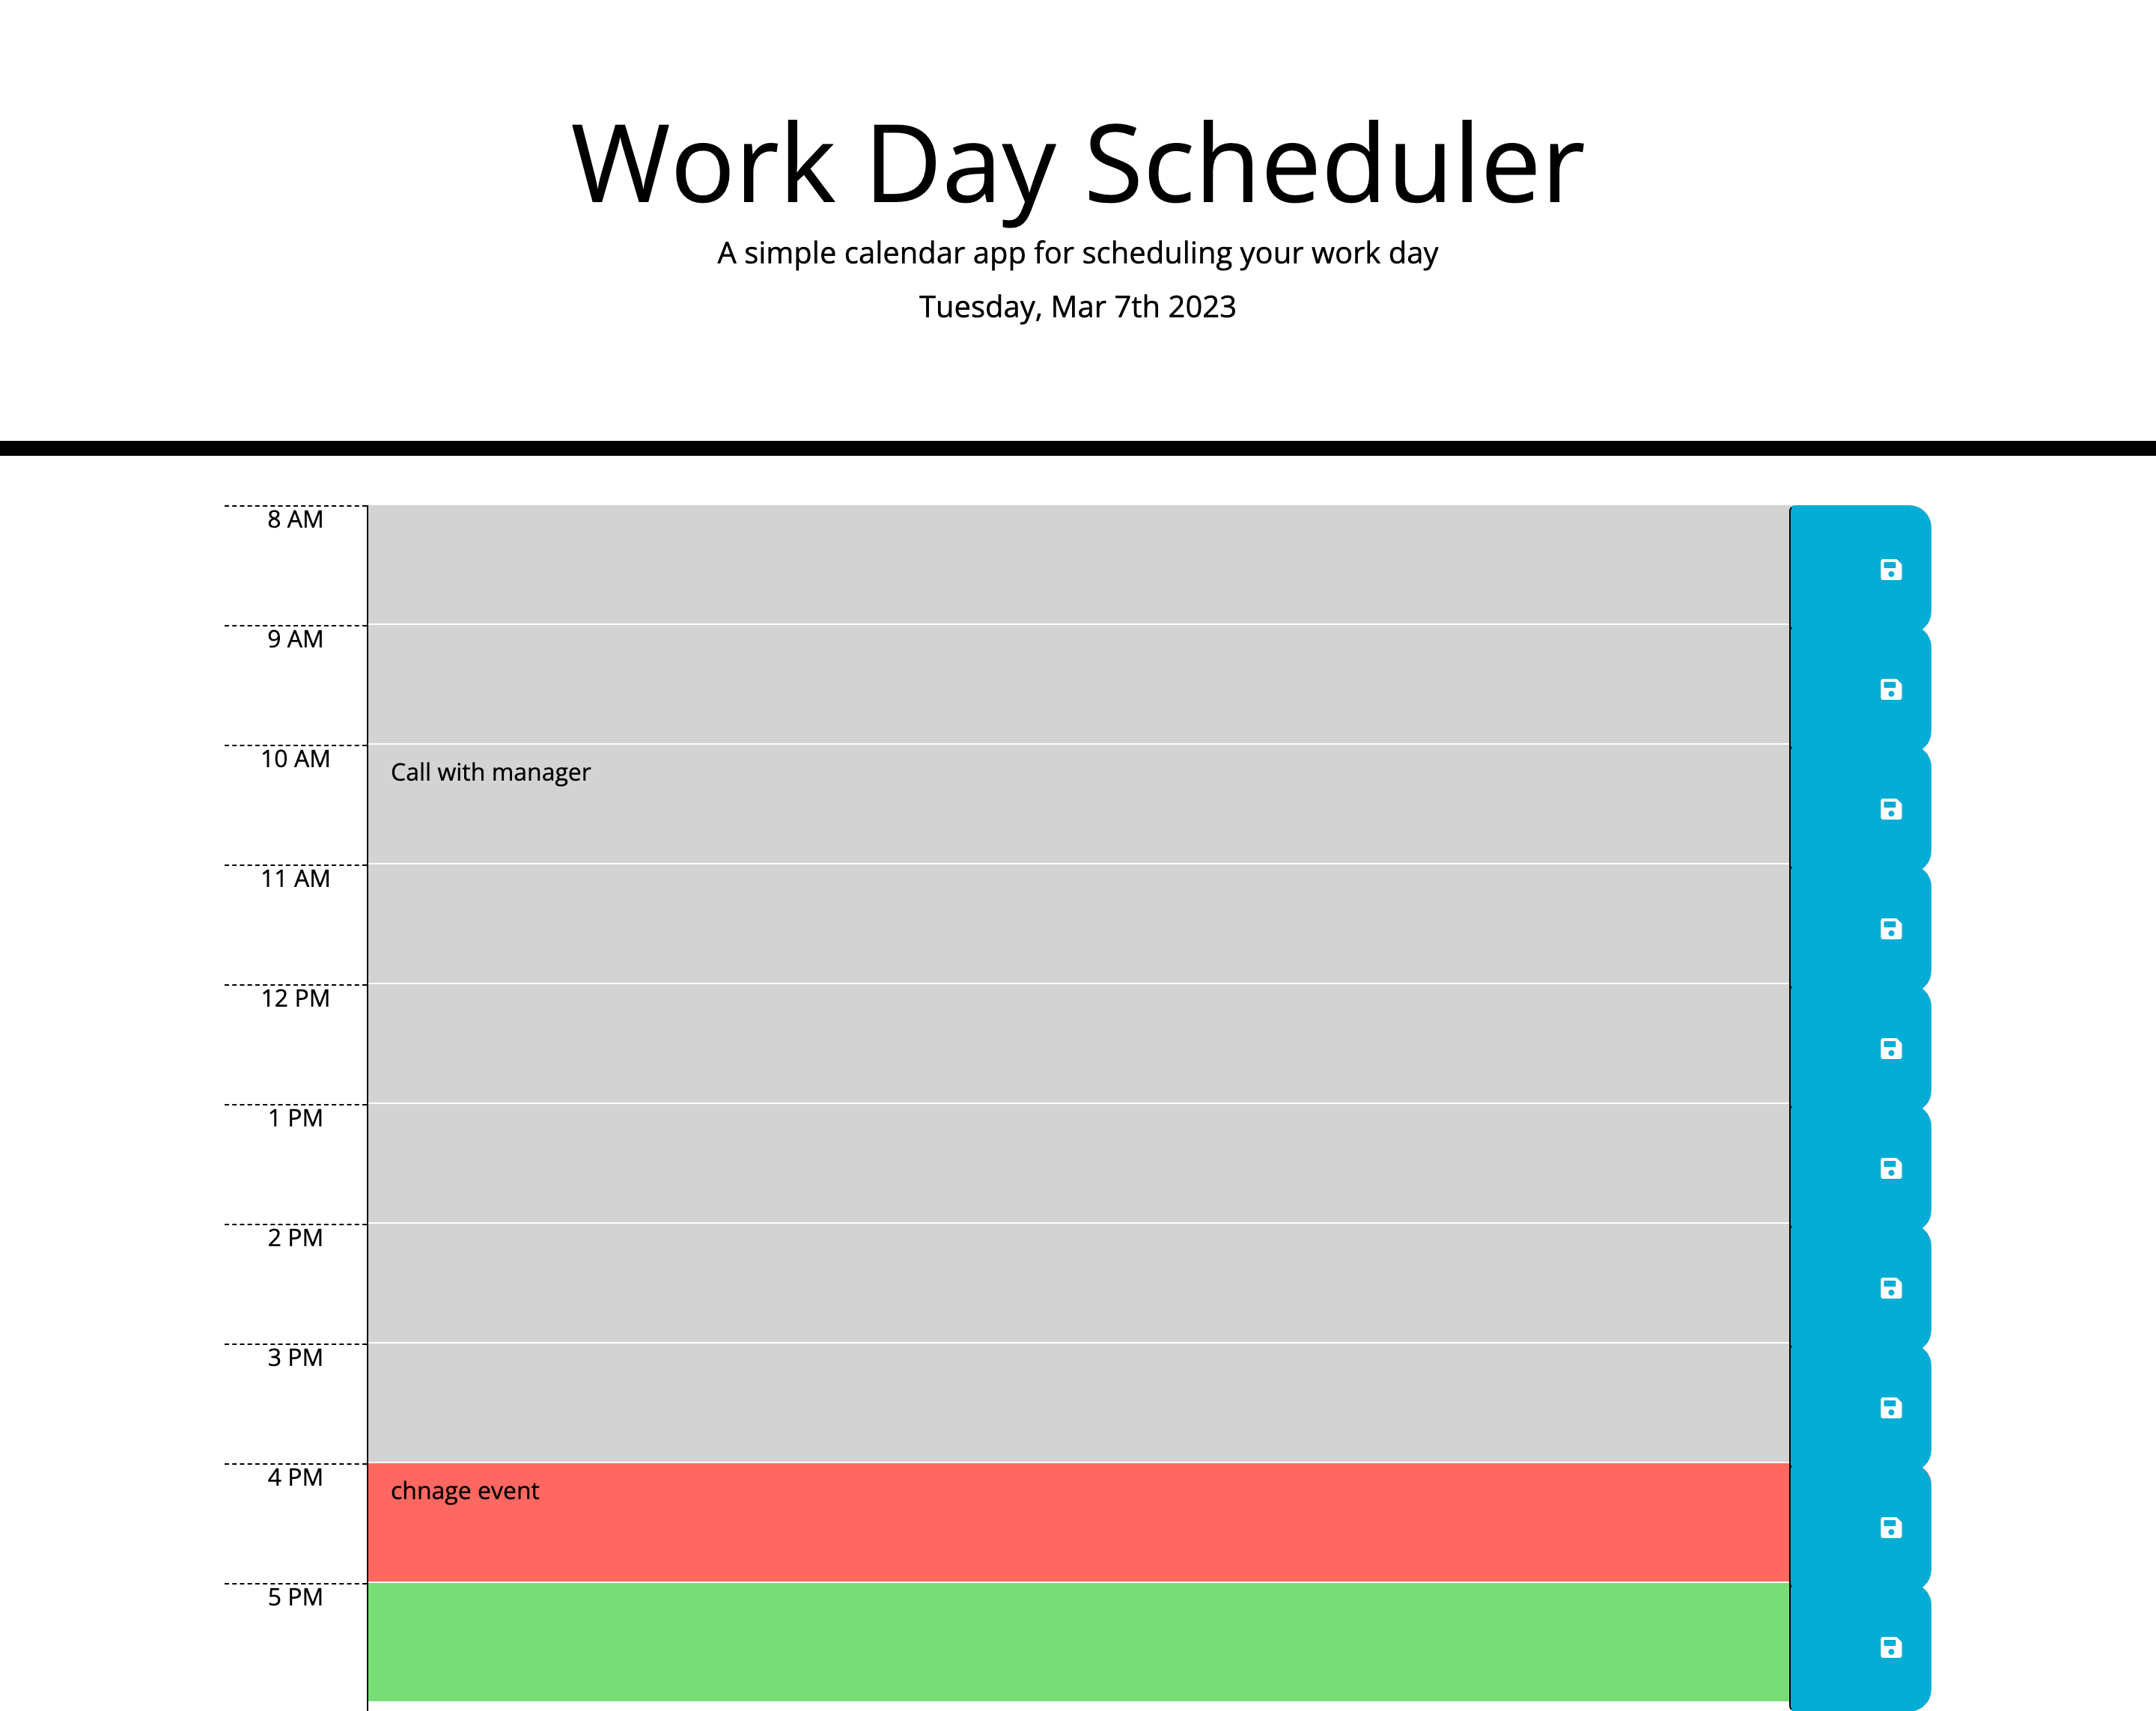 Work Day Scheduler
A simple calendar app for scheduling your work day
Tuesday, Mar 7th 2023
8 AM
9 AM
10 AM
Call with manager
11 AM
12 PM
1 PM
2 PM
3 PM
4 PM
chnage event
5 PM